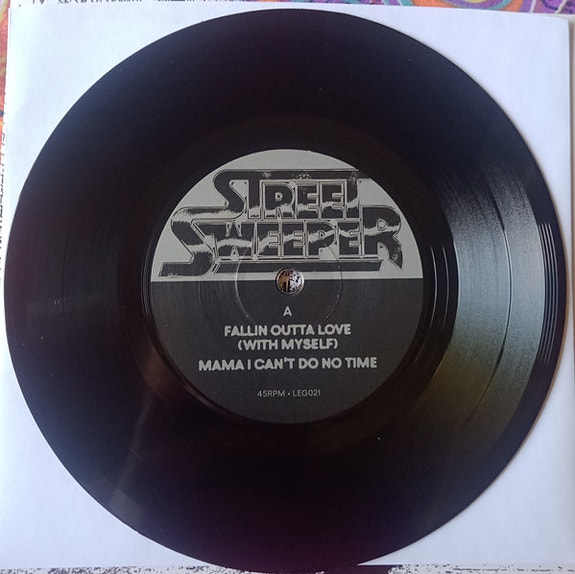 STREET
SWEEPER
A
FALLIN OUTTA LOVE
(WITH MYSELF)
MAMA I CAN'T DO NO TIME
45RPM • LEG021